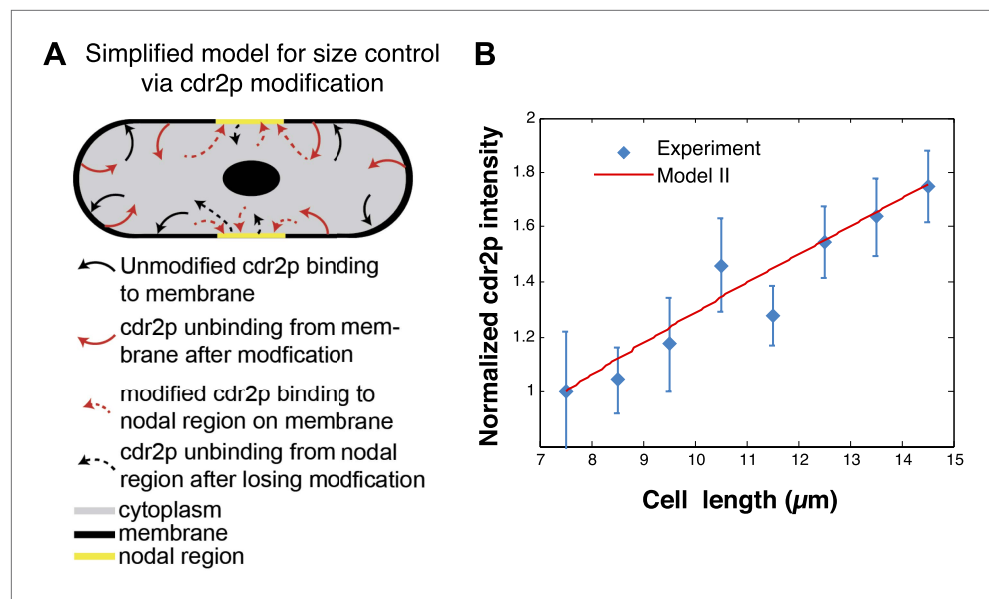 A Simplified model for size control
via cdr2p modification
Unmodified cdr2p binding
to membrane
cdr2p unbinding from mem-
brane after modfication
modified cdr2p binding to
nodal region on membrane
cdr2p unbinding from nodal
region after losing modfication
cytoplasm
membrane
nodal region
B
Normalized cdr2p intensity
2
1.8
1.6
1.4
1.2
1
Experiment
Model II
7 8 9 10 11 12 13 14 15
Cell length (µm)